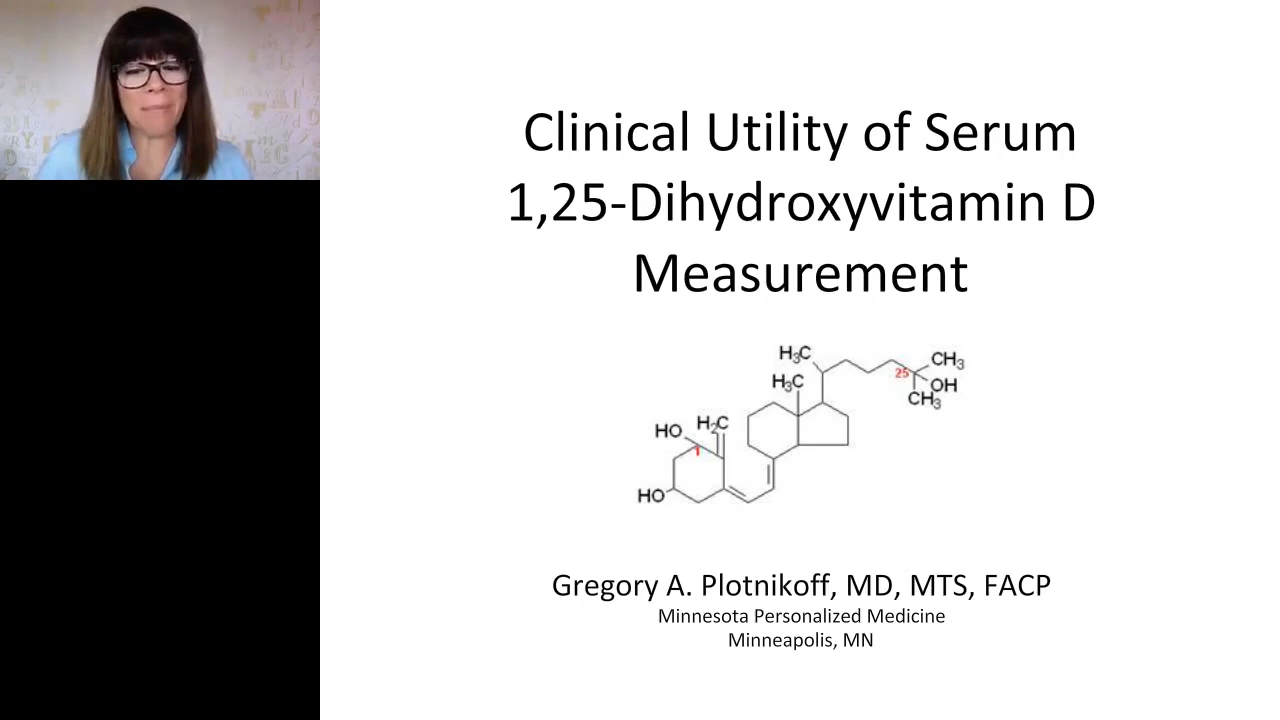 Clinical Utility of Serum
1,25-Dihydroxyvitamin D
Measurement
H3C
CH3
25
H3C
OH
CH3
H2C
HO
1
HO
Gregory A. Plotnikoff, MD, MTS, FACP
Minnesota Personalized Medicine
Minneapolis, MN